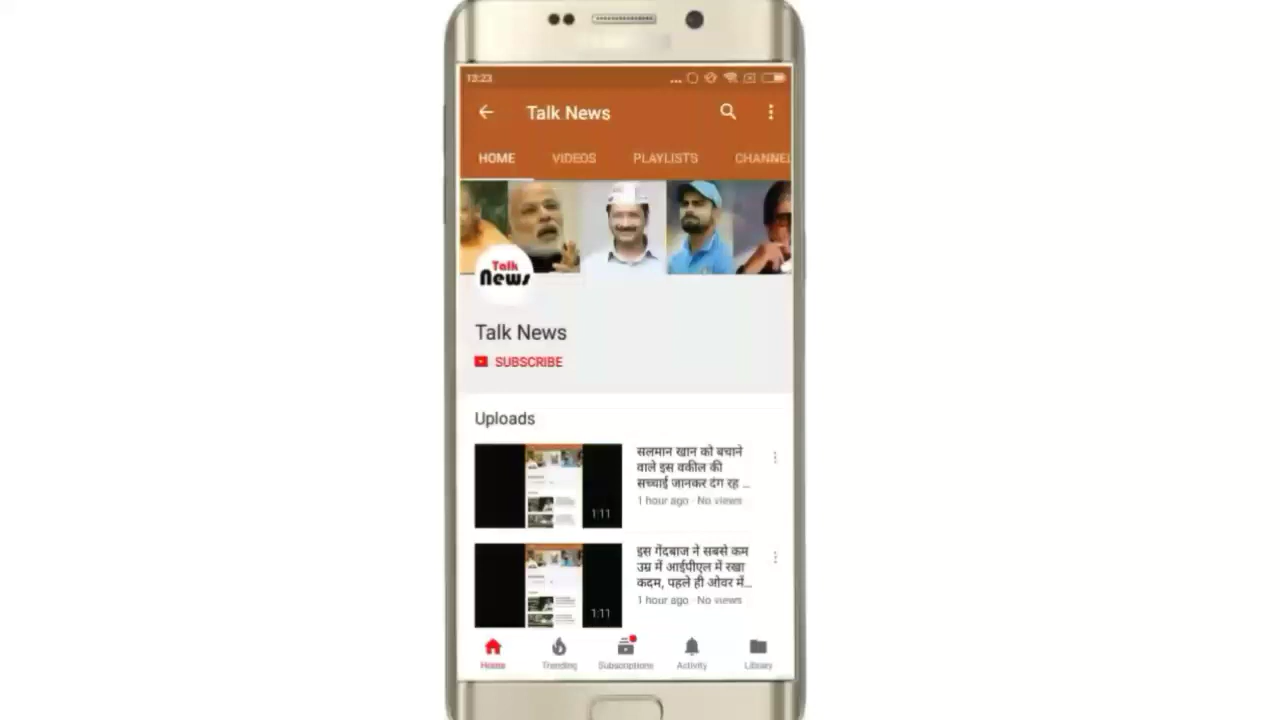 12:23
Talk News
HOME VIDEOS PLAYLISTS CHANNEL
Talk
News
Talk News
SUBSCRIBE
Uploads
सलमान खान को बचाने
वाले इस वकील की
सच्चाई जानकर दंग रह ...
1 hour ago · No views
1:11
इस गेंदबाज ने सबसे कम
उम्र में आईपीएल में रखा
कदम, पहले ही ओवर में...
1 hour ago · No views
1:11
Home Trending Subscriptions Activity Library